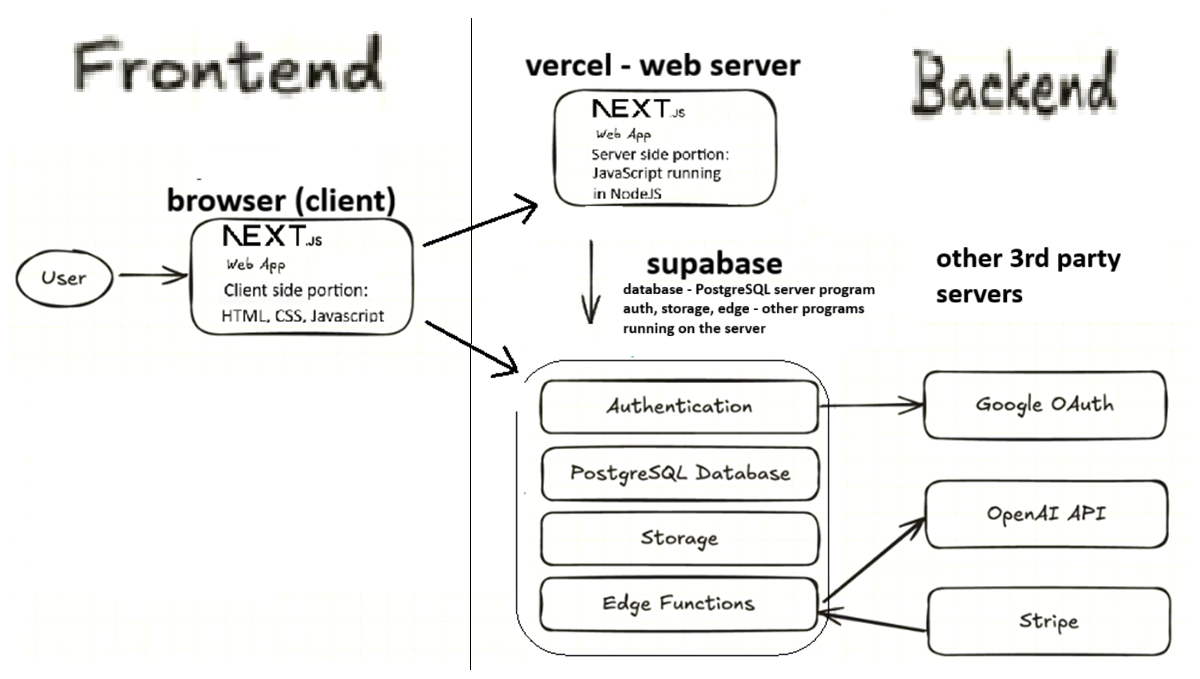 Frontend
vercel - web server
Backend
NEXT.JS
Web App
Server side portion:
JavaScript running
in NodeJS
browser (client)
NEXT.JS
Web App
Client side portion:
HTML, CSS, Javascript
User
supabase
database - PostgreSQL server program
auth, storage, edge - other programs
running on the server
other 3rd party
servers
Authentication
PostgreSQL Database
Storage
Edge Functions
Google OAuth
OpenAI API
Stripe